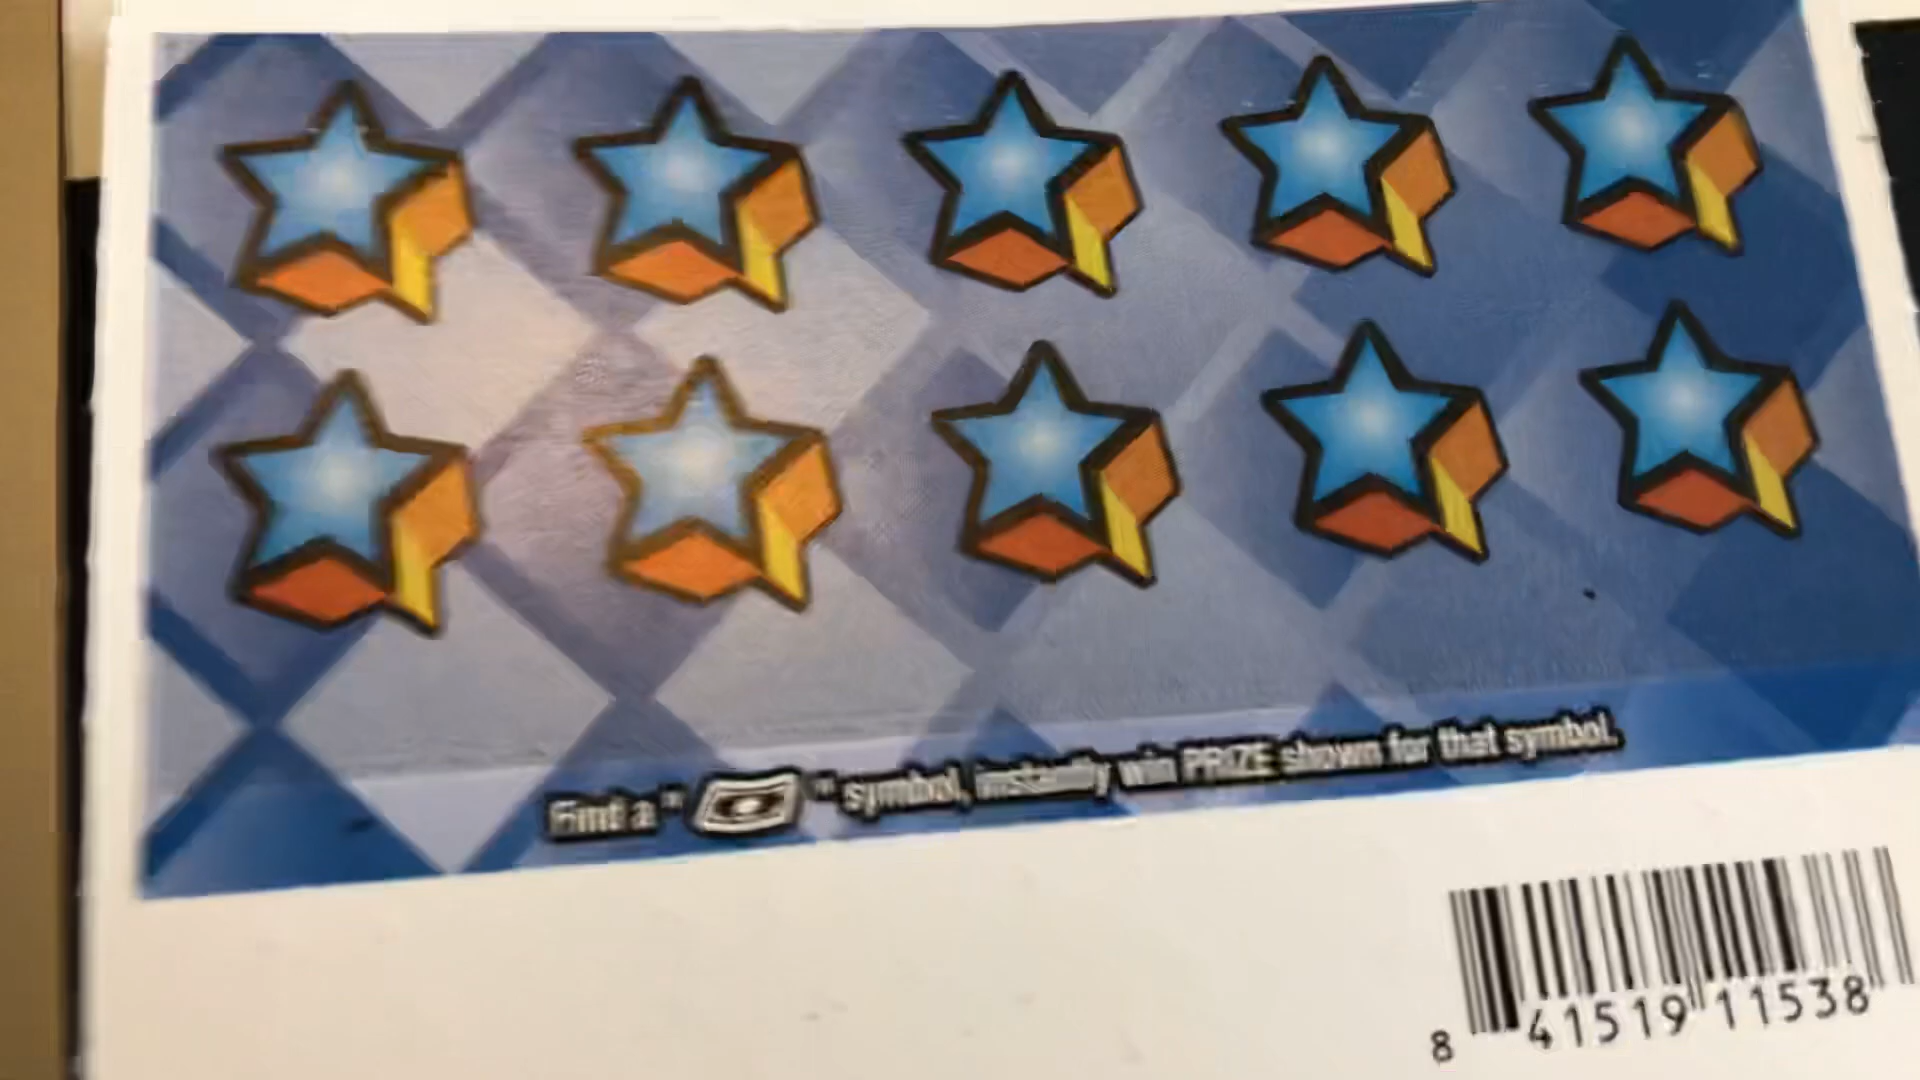 Find a " " symbol, instantly win PRIZE shown for that symbol.
8 41519 11538